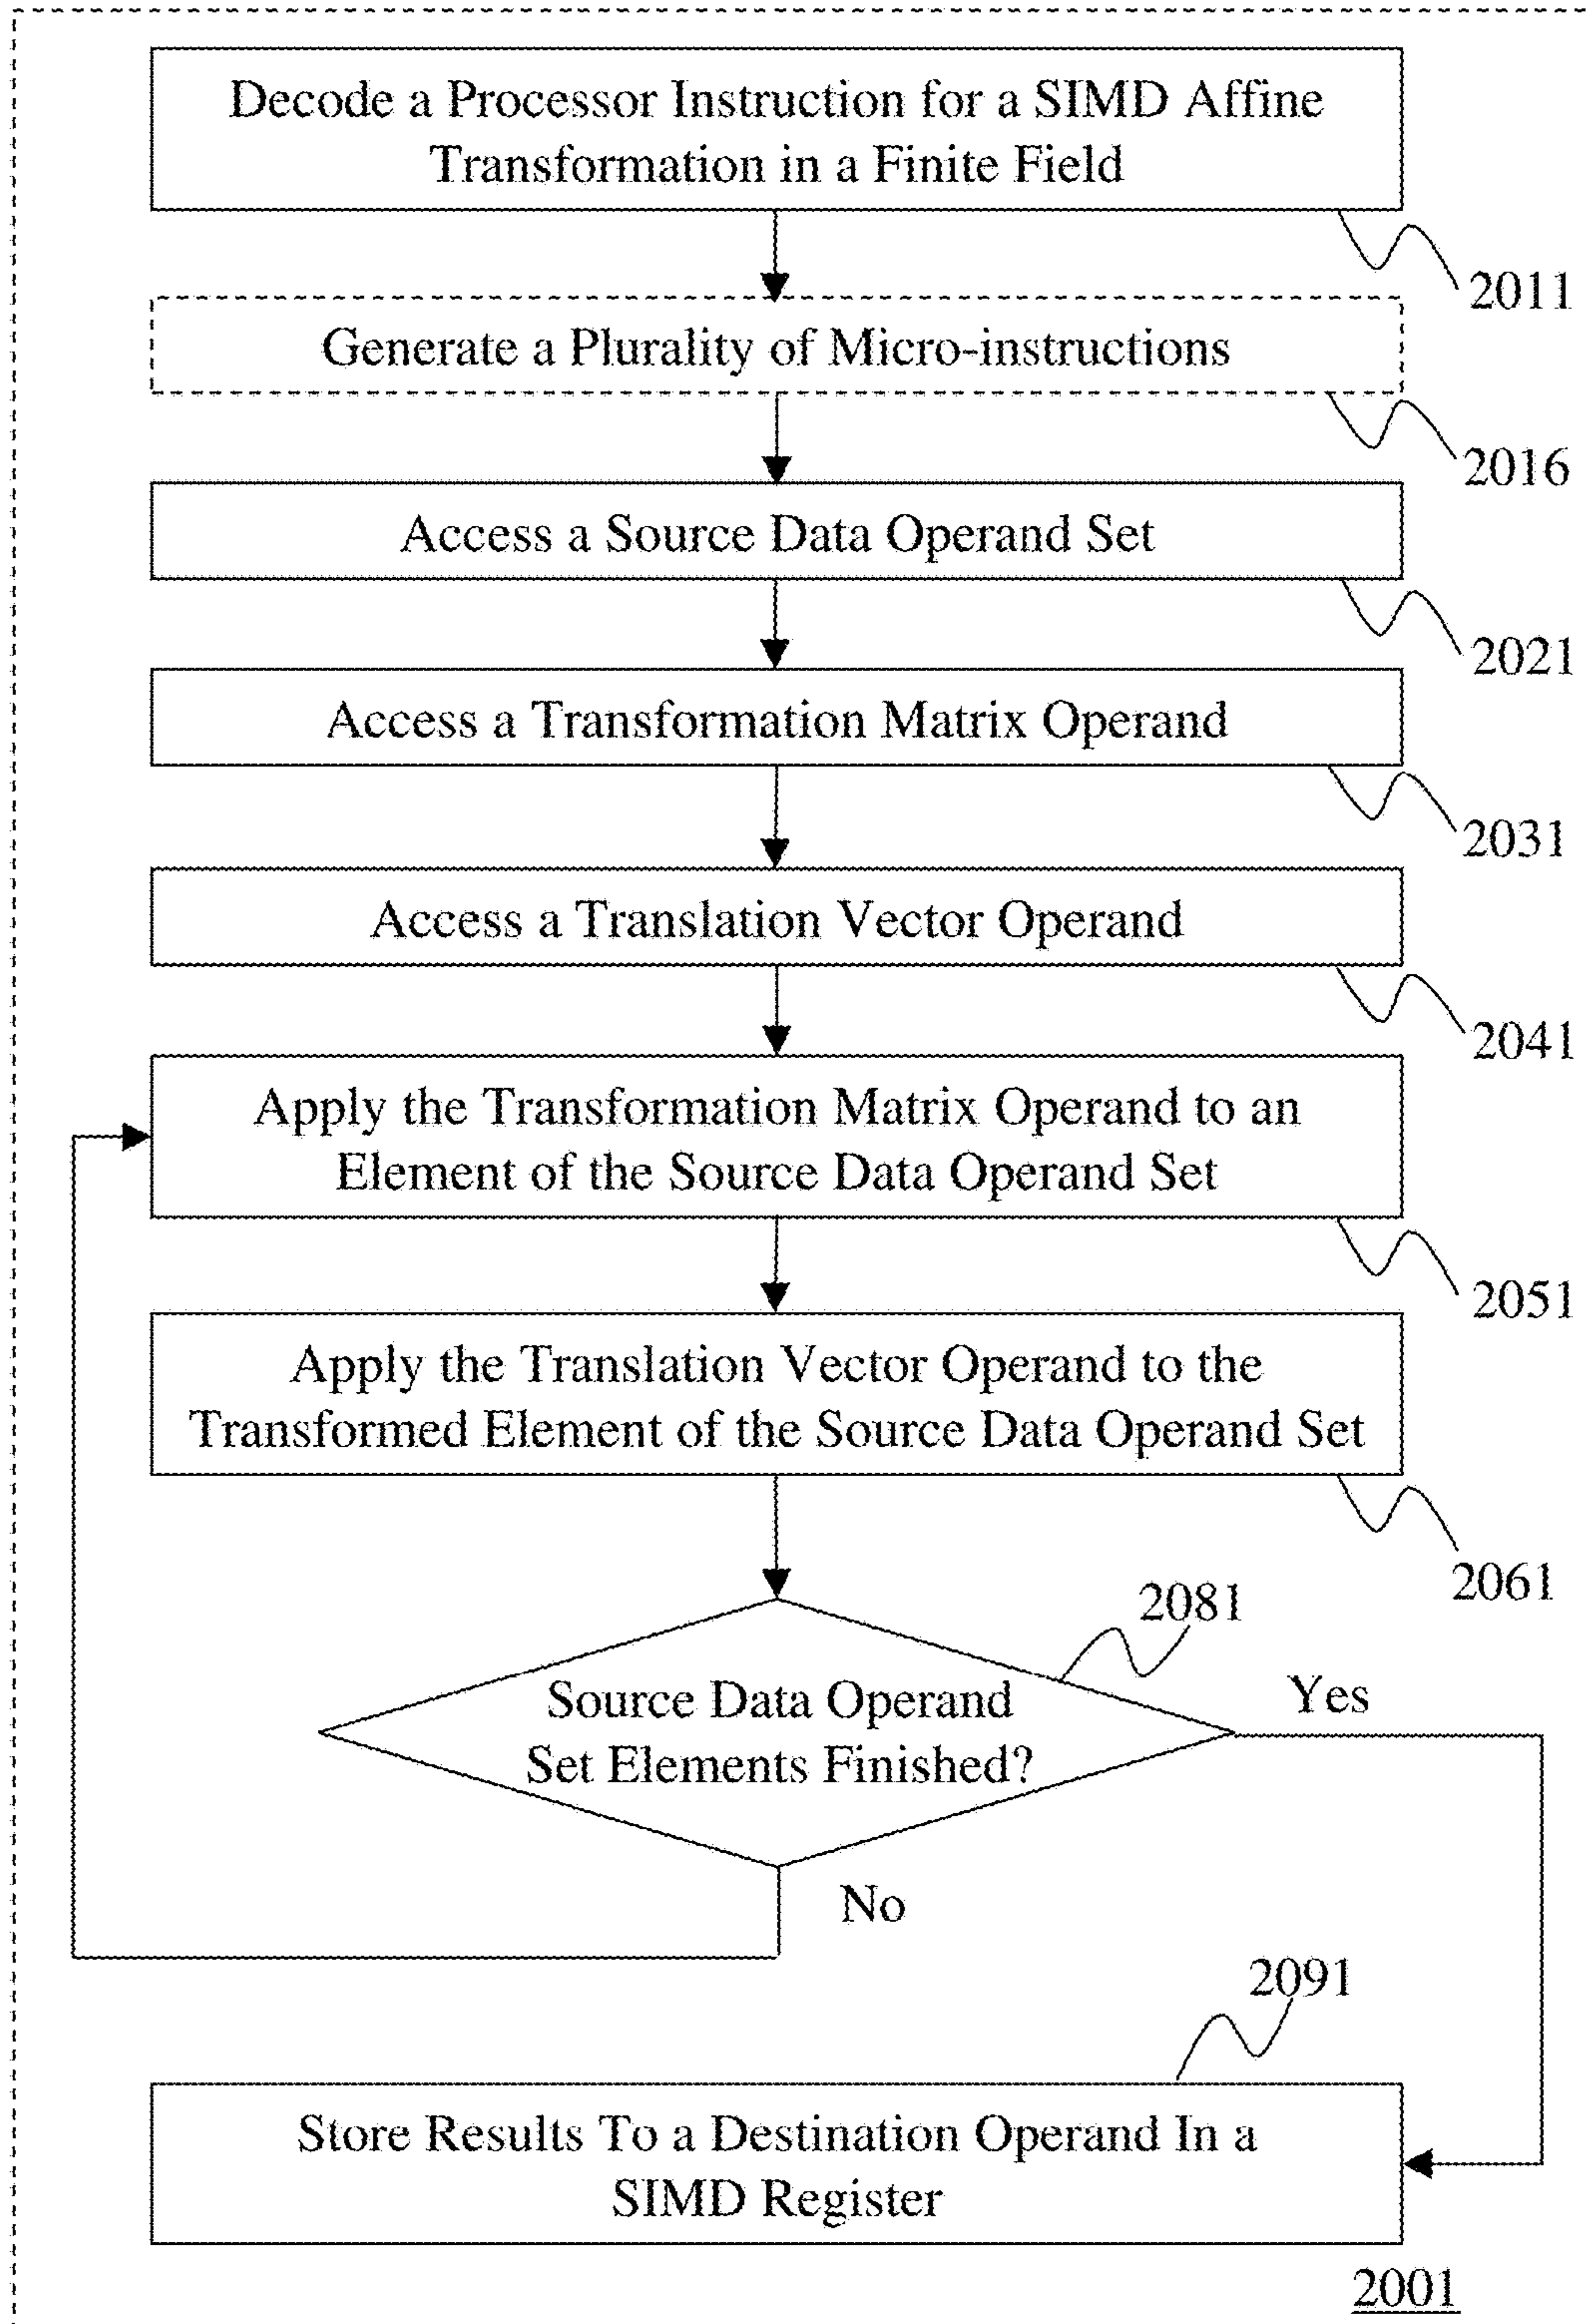 Decode a Processor Instruction for a SIMD Affine
Transformation in a Finite Field
2011
Generate a Plurality of Micro-instructions
2016
Access a Source Data Operand Set
2021
Access a Transformation Matrix Operand
2031
Access a Translation Vector Operand
2041
Apply the Transformation Matrix Operand to an
Element of the Source Data Operand Set
2051
Apply the Translation Vector Operand to the
Transformed Element of the Source Data Operand Set
2061
2081
Source Data Operand
Set Elements Finished?
Yes
No
2091
Store Results To a Destination Operand In a
SIMD Register
2001